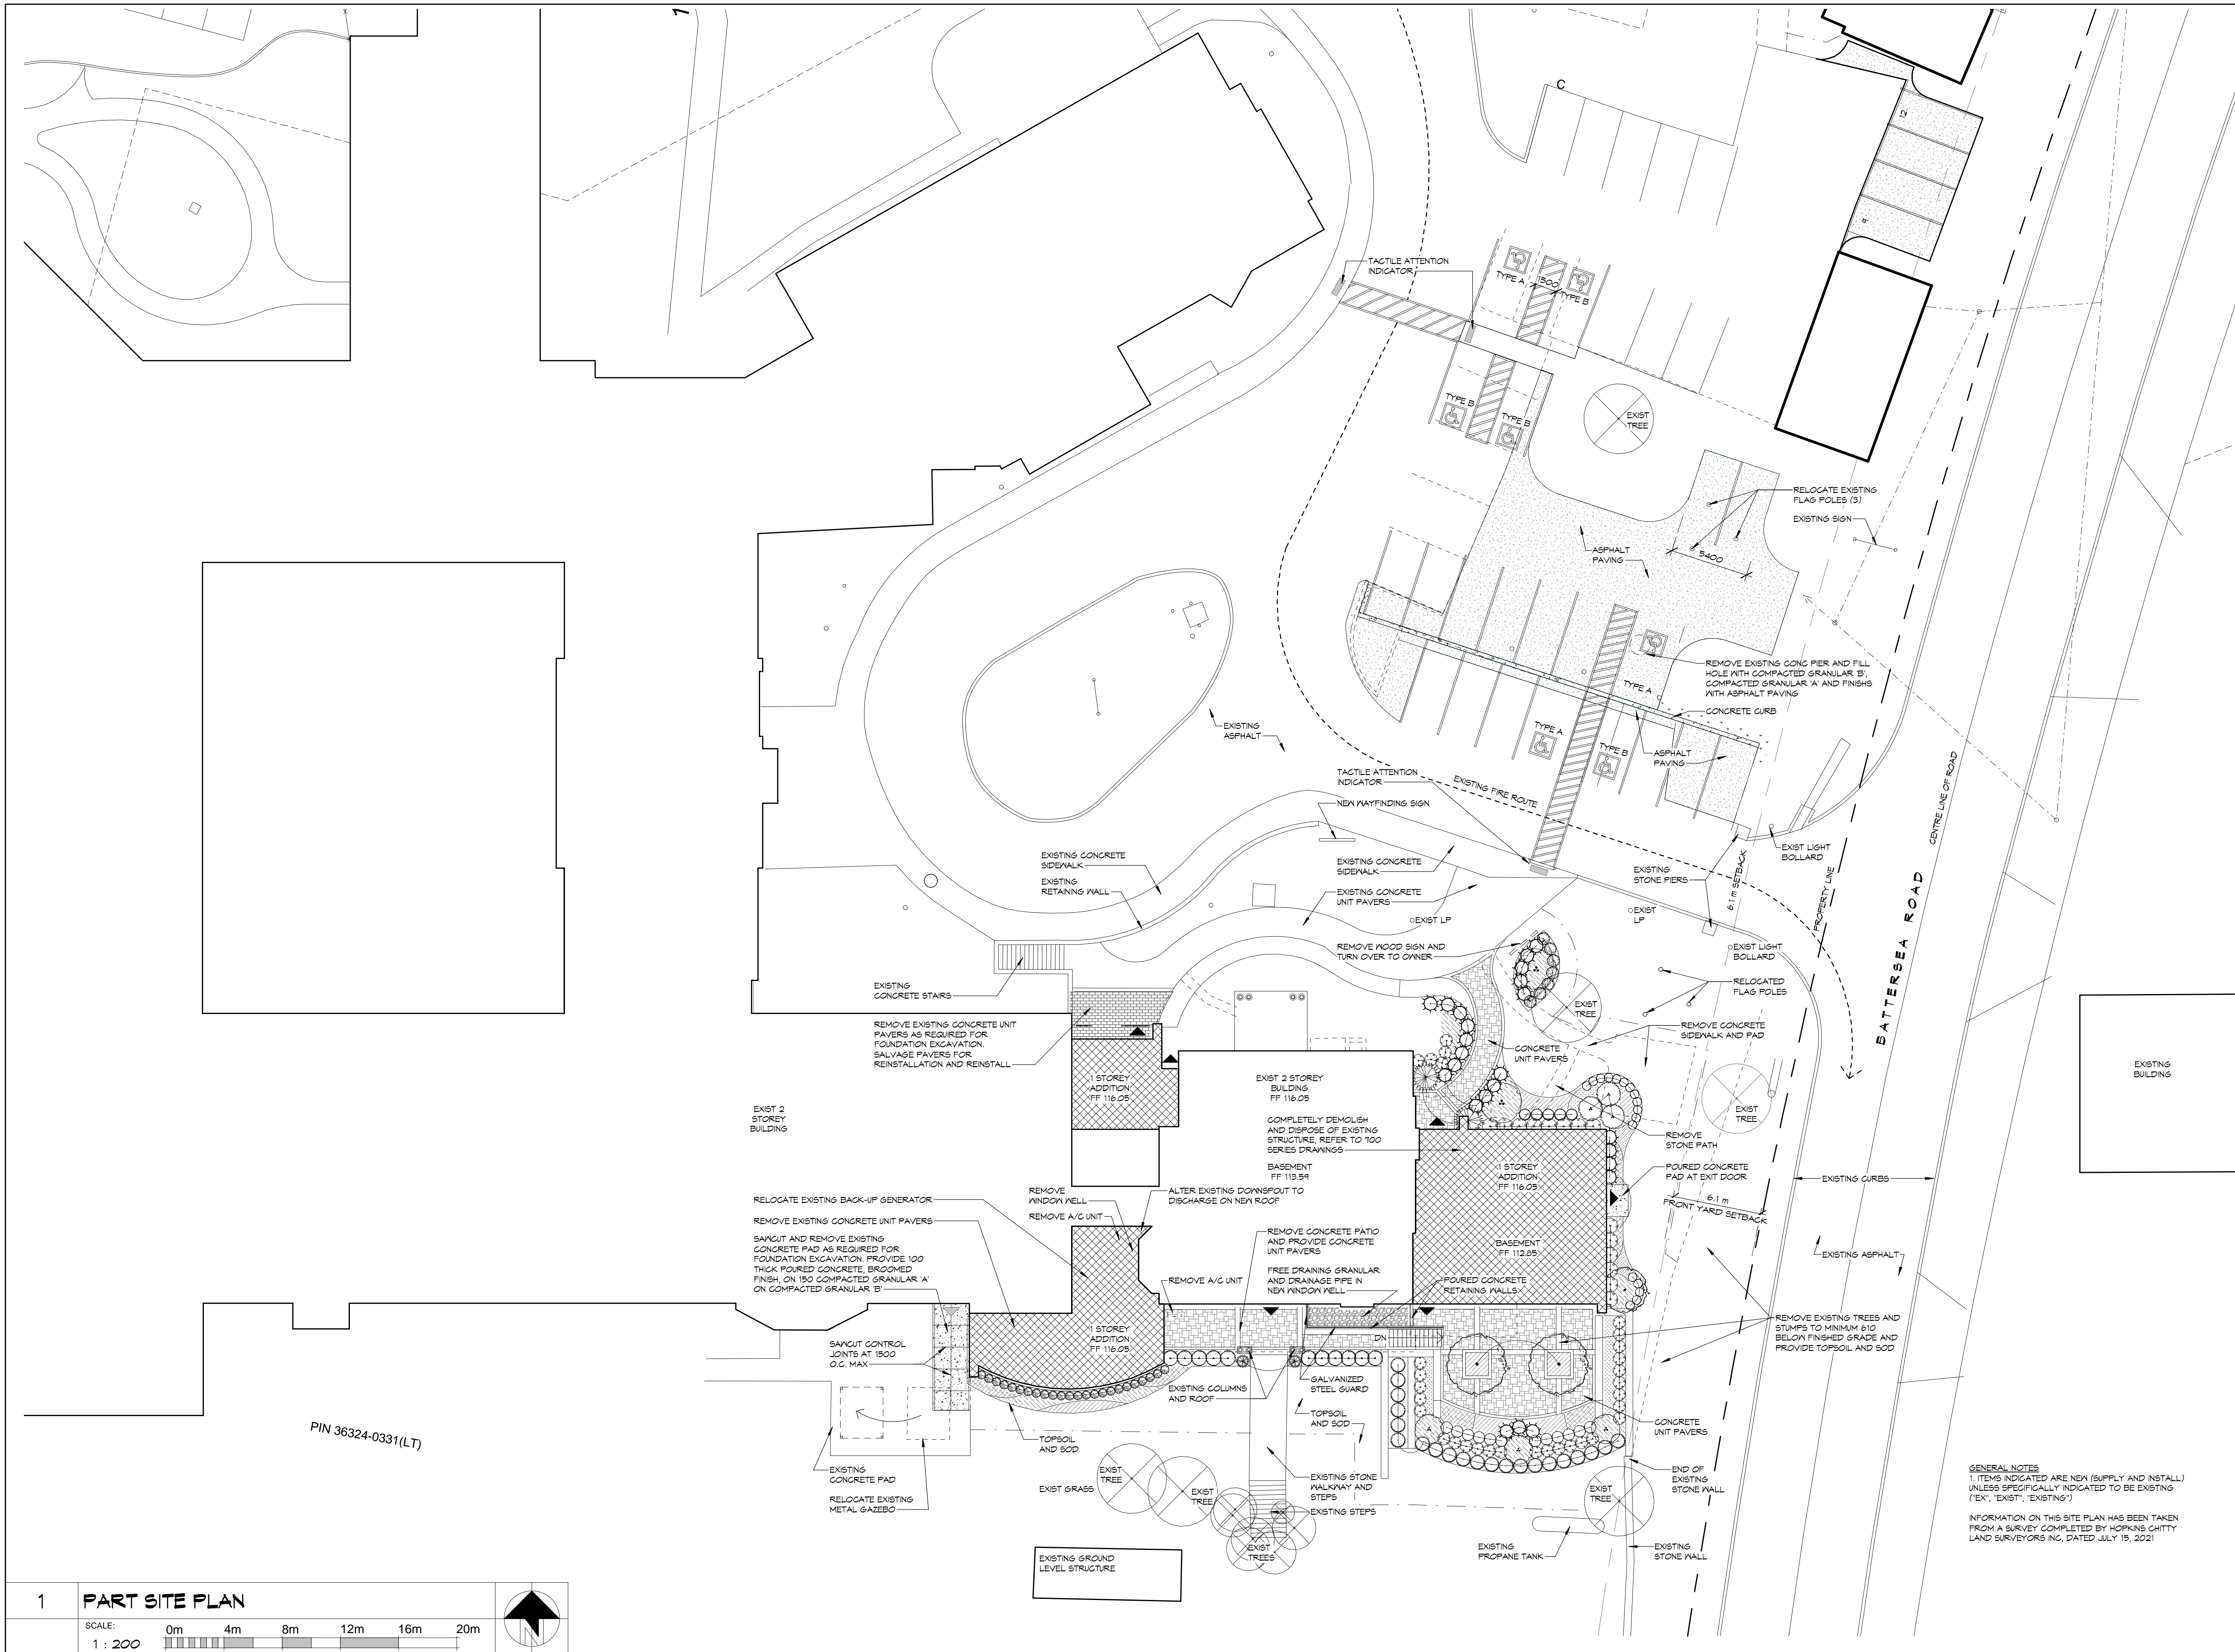 1
C
12
4
TACTILE ATTENTION
INDICATOR
TYPE A
1500
TYPE B
TYPE B
TYPE B
EXIST
TREE
RELOCATE EXISTING
FLAG POLES (3)
EXISTING SIGN
ASPHALT
PAVING
5400
REMOVE EXISTING CONC PIER AND FILL
HOLE WITH COMPACTED GRANULAR 'B',
COMPACTED GRANULAR 'A' AND FINISHS
WITH ASPHALT PAVING
TYPE A
CONCRETE CURB
TYPE A
TYPE B
ASPHALT
PAVING
EXISTING
ASPHALT
TACTILE ATTENTION
INDICATOR
EXISTING FIRE ROUTE
NEW WAYFINDING SIGN
EXISTING CONCRETE
SIDEWALK
EXISTING
RETAINING WALL
EXISTING CONCRETE
SIDEWALK
EXISTING CONCRETE
UNIT PAVERS
EXIST LP
EXIST
LP
EXISTING
STONE PIERS
6.1 m SETBACK
EXIST LIGHT
BOLLARD
PROPERTY LINE
BATTERSEA ROAD
CENTRE LINE OF ROAD
EXIST LIGHT
BOLLARD
REMOVE WOOD SIGN AND
TURN OVER TO OWNER
EXISTING
CONCRETE STAIRS
EXIST
TREE
RELOCATED
FLAG POLES
REMOVE EXISTING CONCRETE UNIT
PAVERS AS REQUIRED FOR
FOUNDATION EXCAVATION.
SALVAGE PAVERS FOR
REINSTALLATION AND REINSTALL
REMOVE CONCRETE
SIDEWALK AND PAD
CONCRETE
UNIT PAVERS
1 STOREY
ADDITION
FF 116.05
EXIST 2 STOREY
BUILDING
FF 116.05
EXISTING
BUILDING
EXIST 2
STOREY
BUILDING
COMPLETELY DEMOLISH
AND DISPOSE OF EXISTING
STRUCTURE, REFER TO 700
SERIES DRAWINGS
EXIST
TREE
REMOVE
STONE PATH
BASEMENT
FF 113.59
1 STOREY
ADDITION
FF 116.05
POURED CONCRETE
PAD AT EXIT DOOR
EXISTING CURBS
RELOCATE EXISTING BACK-UP GENERATOR
REMOVE
WINDOW WELL
ALTER EXISTING DOWNSPOUT TO
DISCHARGE ON NEW ROOF
6.1 m
FRONT YARD SETBACK
REMOVE EXISTING CONCRETE UNIT PAVERS
REMOVE A/C UNIT
SAWCUT AND REMOVE EXISTING
CONCRETE PAD AS REQUIRED FOR
FOUNDATION EXCAVATION. PROVIDE 100
THICK POURED CONCRETE, BROOMED
FINISH, ON 150 COMPACTED GRANULAR 'A'
ON COMPACTED GRANULAR 'B'
REMOVE CONCRETE PATIO
AND PROVIDE CONCRETE
UNIT PAVERS
BASEMENT
FF 112.85
EXISTING ASPHALT
REMOVE A/C UNIT
FREE DRAINING GRANULAR
AND DRAINAGE PIPE IN
NEW WINDOW WELL
POURED CONCRETE
RETAINING WALLS
SAWCUT CONTROL
JOINTS AT 1500
O.C. MAX
1 STOREY
ADDITION
FF 116.05
DN
REMOVE EXISTING TREES AND
STUMPS TO MINIMUM 610
BELOW FINISHED GRADE AND
PROVIDE TOPSOIL AND SOD
EXISTING COLUMNS
AND ROOF
GALVANIZED
STEEL GUARD
TOPSOIL
AND SOD
CONCRETE
UNIT PAVERS
PIN 36324-0331(LT)
TOPSOIL
AND SOD
EXISTING
CONCRETE PAD
RELOCATE EXISTING
METAL GAZEBO
EXIST GRASS
EXIST
TREE
EXIST
TREE
EXISTING STONE
WALKWAY AND
STEPS
EXISTING STEPS
EXIST
TREES
EXIST
TREE
END OF
EXISTING
STONE WALL
EXISTING
PROPANE TANK
EXISTING
STONE WALL
EXISTING GROUND
LEVEL STRUCTURE
GENERAL NOTES
1. ITEMS INDICATED ARE NEW (SUPPLY AND INSTALL)
UNLESS SPECIFICALLY INDICATED TO BE EXISTING
("EX", "EXIST", "EXISTING")
INFORMATION ON THIS SITE PLAN HAS BEEN TAKEN
FROM A SURVEY COMPLETED BY HOPKINS CHITTY
LAND SURVEYORS INC, DATED JULY 15, 2021
1
PART SITE PLAN
SCALE:
1 : 200
0m 4m 8m 12m 16m 20m
N